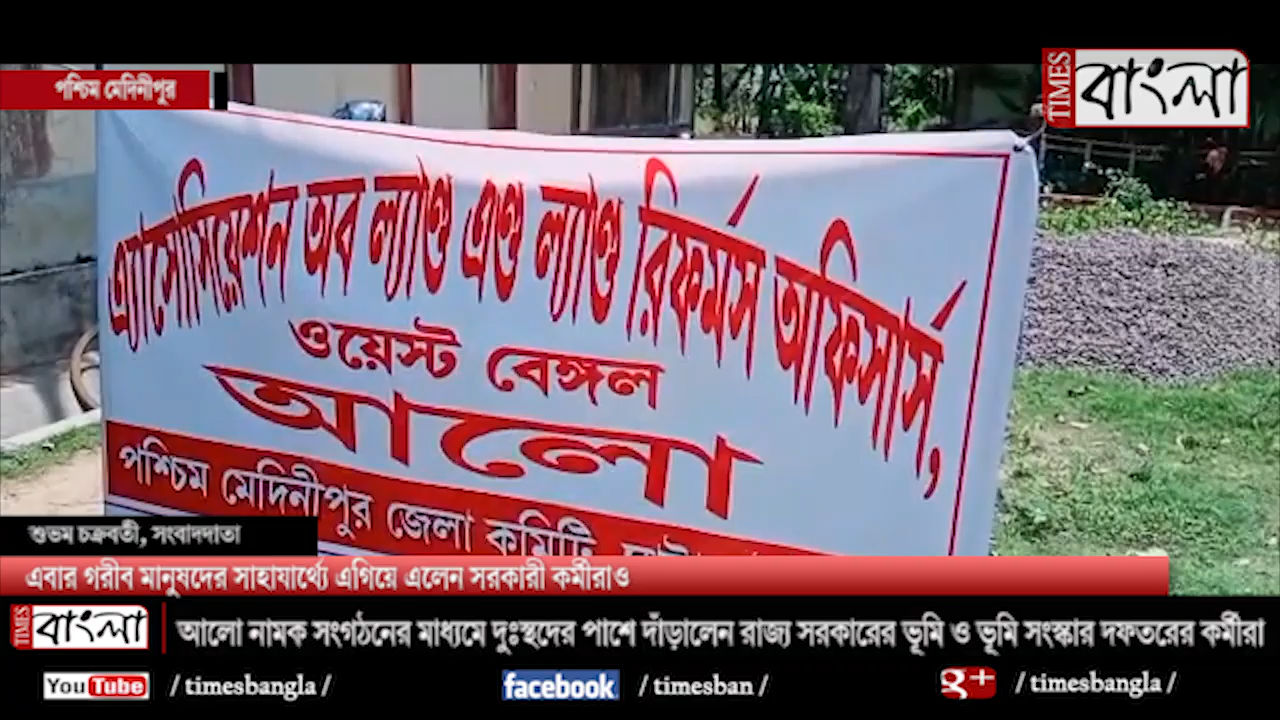 পশ্চিম মেদিনীপুর
TIMES বাংলা
এ্যাসোসিয়েশন অব ল্যাণ্ড এণ্ড ল্যাণ্ড রিফর্মস অফিসার্স,
ওয়েস্ট বেঙ্গল
আলো
পশ্চিম মেদিনীপুর জেলা কমিটি,
শুভম চক্রবর্তী, সংবাদদাতা
এবার গরীব মানুষদের সাহাযার্থ্যে এগিয়ে এলেন সরকারী কর্মীরাও
TIMES বাংলা আলো নামক সংগঠনের মাধ্যমে দুঃস্থদের পাশে দাঁড়ালেন রাজ্য সরকারের ভূমি ও ভূমি সংস্কার দফতরের কর্মীরা
YouTube / timesbangla / facebook / timesban / g+ / timesbangla /